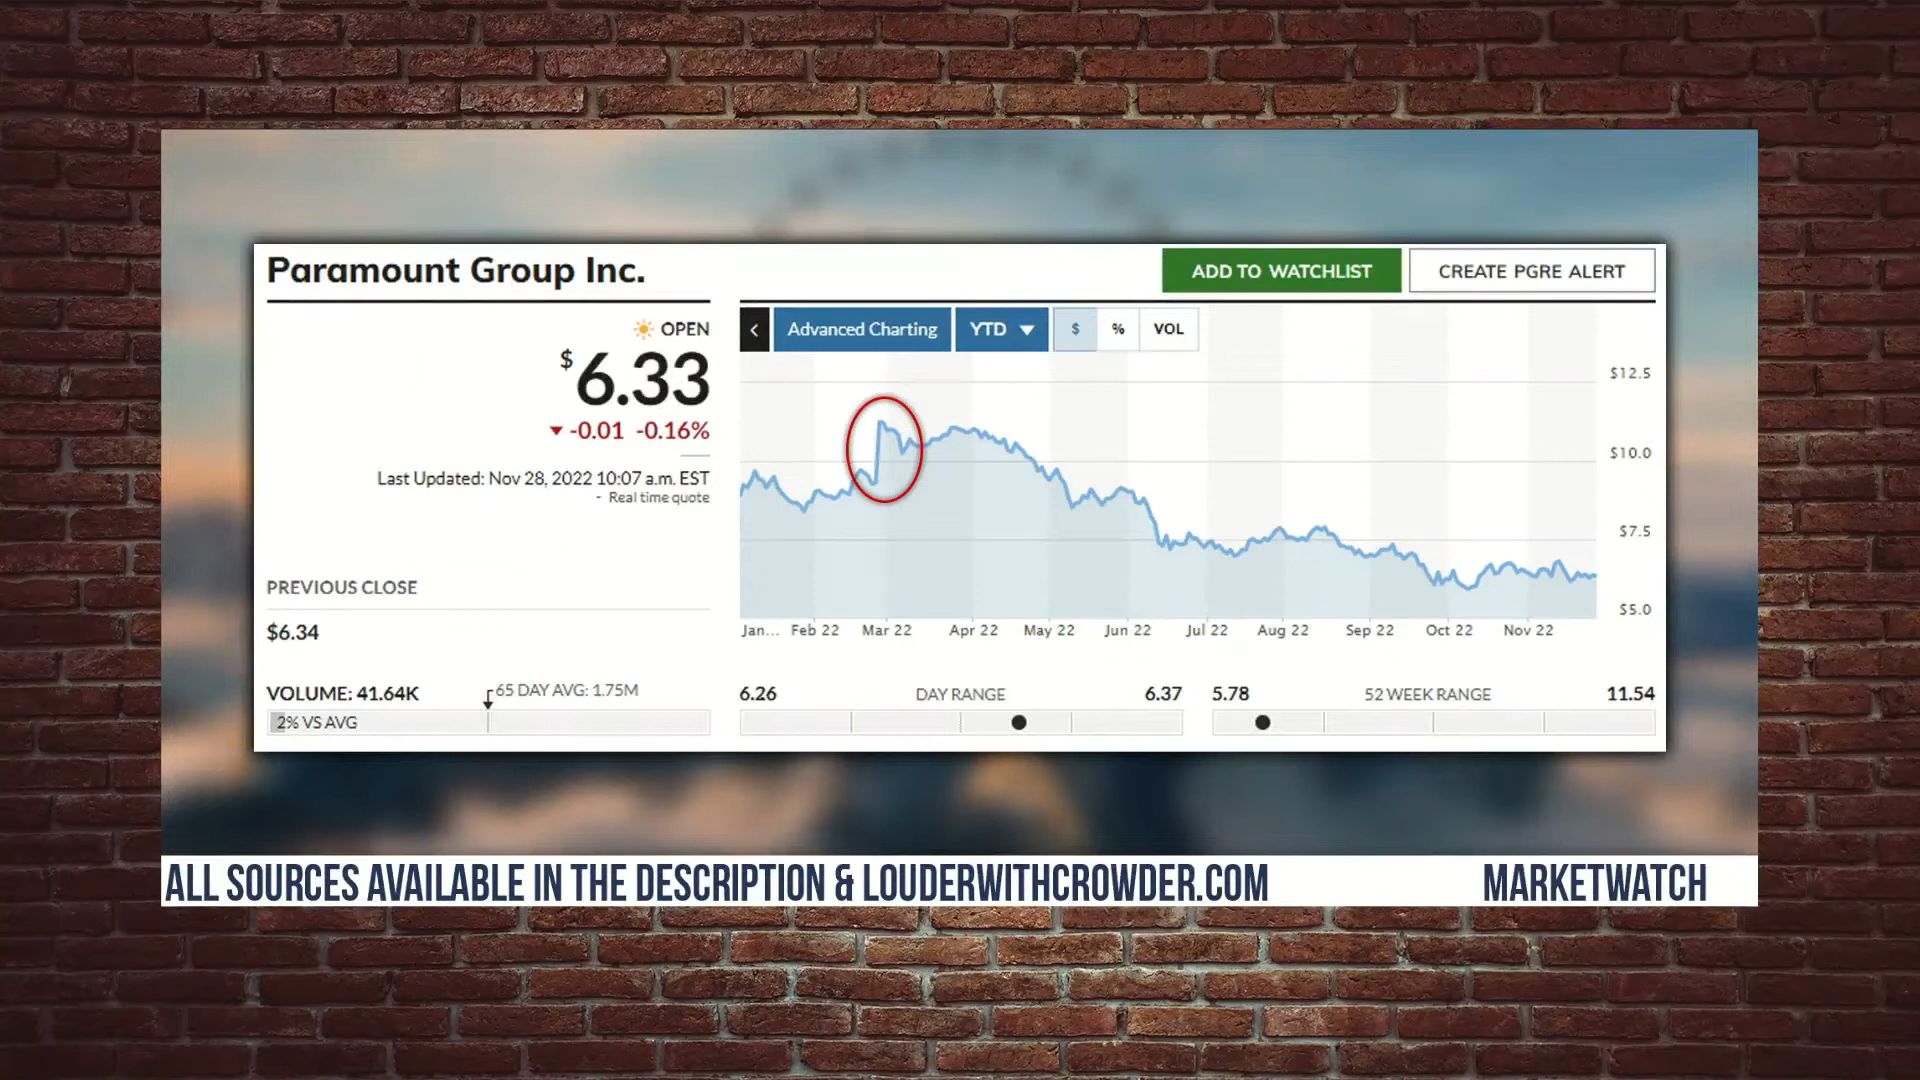 Paramount Group Inc.
ADD TO WATCHLIST
CREATE PGRE ALERT
OPEN
$6.33
-0.01 -0.16%
Last Updated: Nov 28, 2022 10:07 a.m. EST
- Real time quote
PREVIOUS CLOSE
$6.34
VOLUME: 41.64K
65 DAY AVG: 1.75M
2% VS AVG
< Advanced Charting YTD $ % VOL
$12.5
$10.0
$7.5
$5.0
Jan... Feb 22 Mar 22 Apr 22 May 22 Jun 22 Jul 22 Aug 22 Sep 22 Oct 22 Nov 22
6.26 DAY RANGE 6.37
5.78 52 WEEK RANGE 11.54
ALL SOURCES AVAILABLE IN THE DESCRIPTION & LOUDERWITHCROWDER.COM
MARKETWATCH